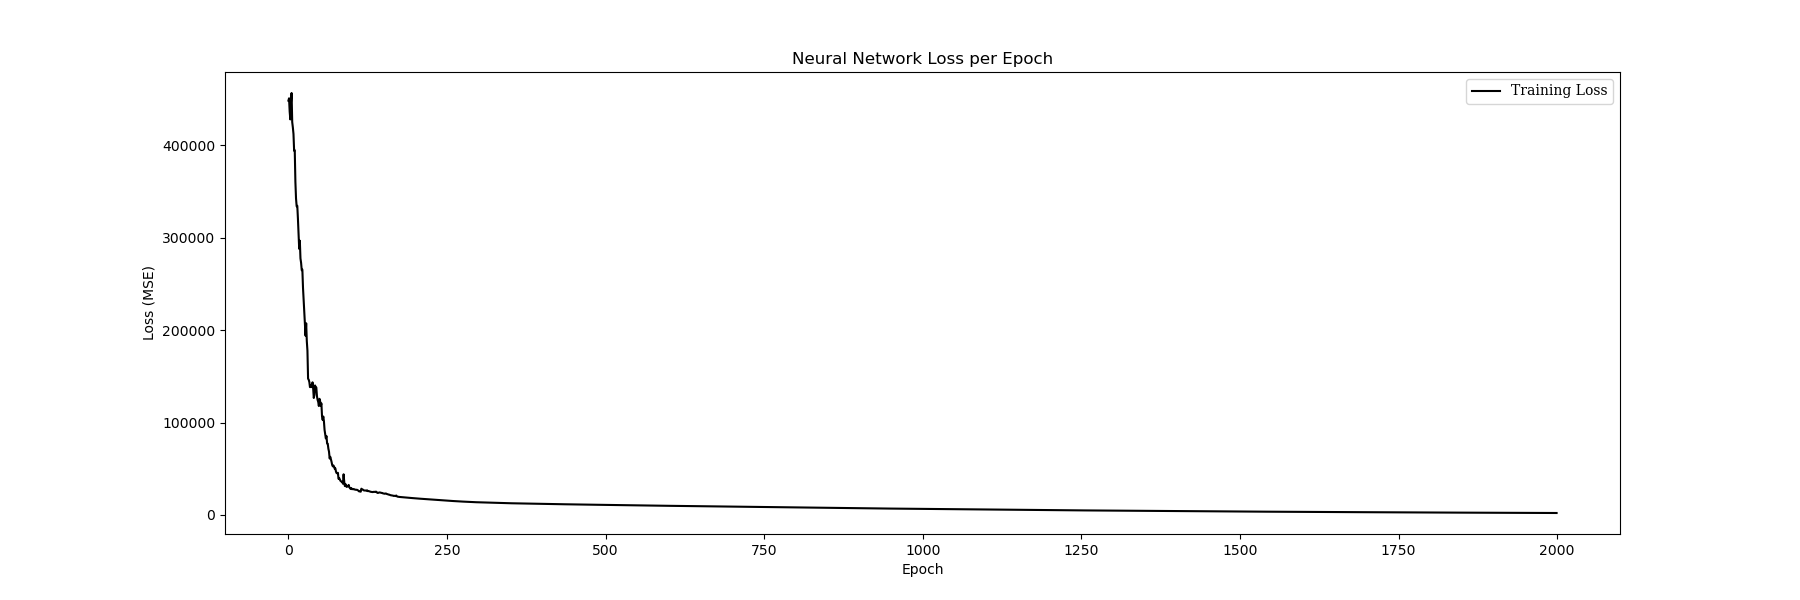 Neural Network Loss per Epoch
Training Loss
Loss (MSE)
400000
300000
200000
100000
0
0 250 500 750 1000 1250 1500 1750 2000
Epoch